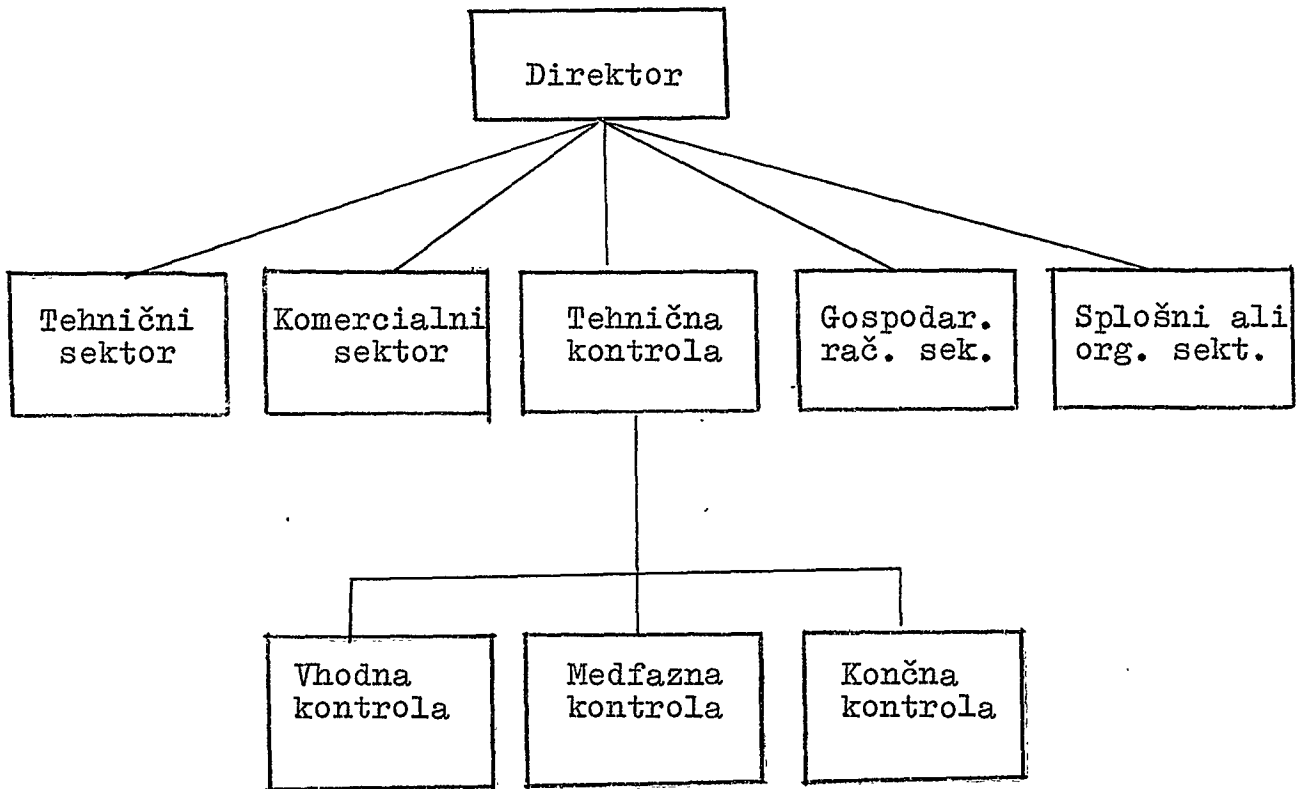 Direktor
Tehnični
sektor
Komercialni
sektor
Tehnična
kontrola
Gospodar.
rač. sek.
Splošni ali
org. sekt.
Vhodna
kontrola
Medfazna
kontrola
Končna
kontrola